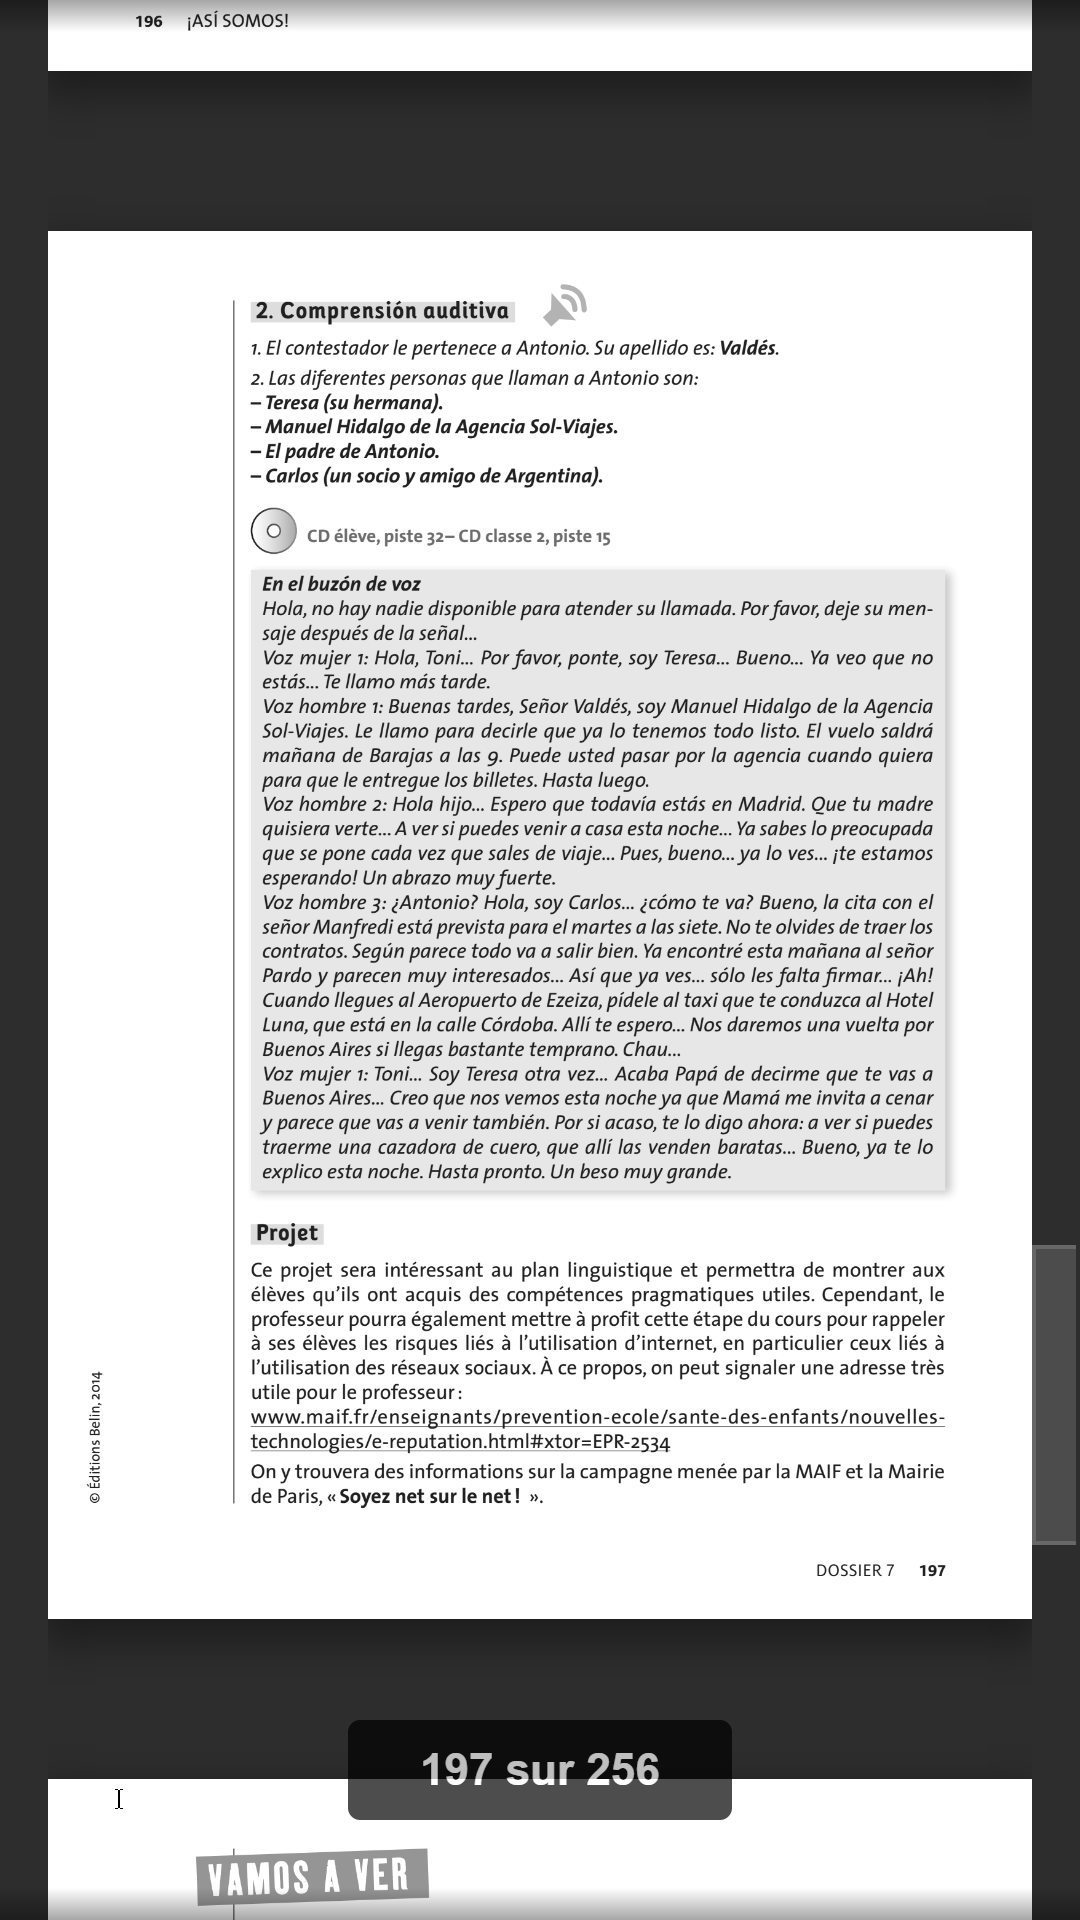 196 ¡ASÍ SOMOS!
2. Comprensión auditiva
1. El contestador le pertenece a Antonio. Su apellido es: Valdés.
2. Las diferentes personas que llaman a Antonio son:
– Teresa (su hermana).
– Manuel Hidalgo de la Agencia Sol-Viajes.
– El padre de Antonio.
– Carlos (un socio y amigo de Argentina).
CD élève, piste 32– CD classe 2, piste 15
En el buzón de voz
Hola, no hay nadie disponible para atender su llamada. Por favor, deje su men-
saje después de la señal...
Voz mujer 1: Hola, Toni... Por favor, ponte, soy Teresa... Bueno... Ya veo que no
estás... Te llamo más tarde.
Voz hombre 1: Buenas tardes, Señor Valdés, soy Manuel Hidalgo de la Agencia
Sol-Viajes. Le llamo para decirle que ya lo tenemos todo listo. El vuelo saldrá
mañana de Barajas a las 9. Puede usted pasar por la agencia cuando quiera
para que le entregue los billetes. Hasta luego.
Voz hombre 2: Hola hijo... Espero que todavía estás en Madrid. Que tu madre
quisiera verte... A ver si puedes venir a casa esta noche... Ya sabes lo preocupada
que se pone cada vez que sales de viaje... Pues, bueno... ya lo ves... ¡te estamos
esperando! Un abrazo muy fuerte.
Voz hombre 3: ¿Antonio? Hola, soy Carlos... ¿cómo te va? Bueno, la cita con el
señor Manfredi está prevista para el martes a las siete. No te olvides de traer los
contratos. Según parece todo va a salir bien. Ya encontré esta mañana al señor
Pardo y parecen muy interesados... Así que ya ves... sólo les falta firmar... ¡Ah!
Cuando llegues al Aeropuerto de Ezeiza, pídele al taxi que te conduzca al Hotel
Luna, que está en la calle Córdoba. Allí te espero... Nos daremos una vuelta por
Buenos Aires si llegas bastante temprano. Chau...
Voz mujer 1: Toni... Soy Teresa otra vez... Acaba Papá de decirme que te vas a
Buenos Aires... Creo que nos vemos esta noche ya que Mamá me invita a cenar
y parece que vas a venir también. Por si acaso, te lo digo ahora: a ver si puedes
traerme una cazadora de cuero, que allí las venden baratas... Bueno, ya te lo
explico esta noche. Hasta pronto. Un beso muy grande.
Projet
Ce projet sera intéressant au plan linguistique et permettra de montrer aux
élèves qu’ils ont acquis des compétences pragmatiques utiles. Cependant, le
professeur pourra également mettre à profit cette étape du cours pour rappeler
à ses élèves les risques liés à l’utilisation d’internet, en particulier ceux liés à
l’utilisation des réseaux sociaux. À ce propos, on peut signaler une adresse très
utile pour le professeur :
www.maif.fr/enseignants/prevention-ecole/sante-des-enfants/nouvelles-
technologies/e-reputation.html#xtor=EPR-2534
On y trouvera des informations sur la campagne menée par la MAIF et la Mairie
de Paris, « Soyez net sur le net ! ».
© Éditions Belin, 2014
DOSSIER 7 197
197 sur 256
VAMOS A VER